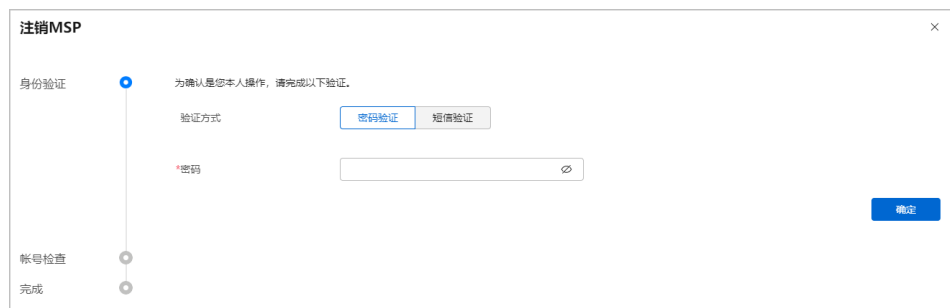 注销MSP
身份验证
为确认是您本人操作，请完成以下验证。
验证方式
密码验证
短信验证
*密码
确定
帐号检查
完成